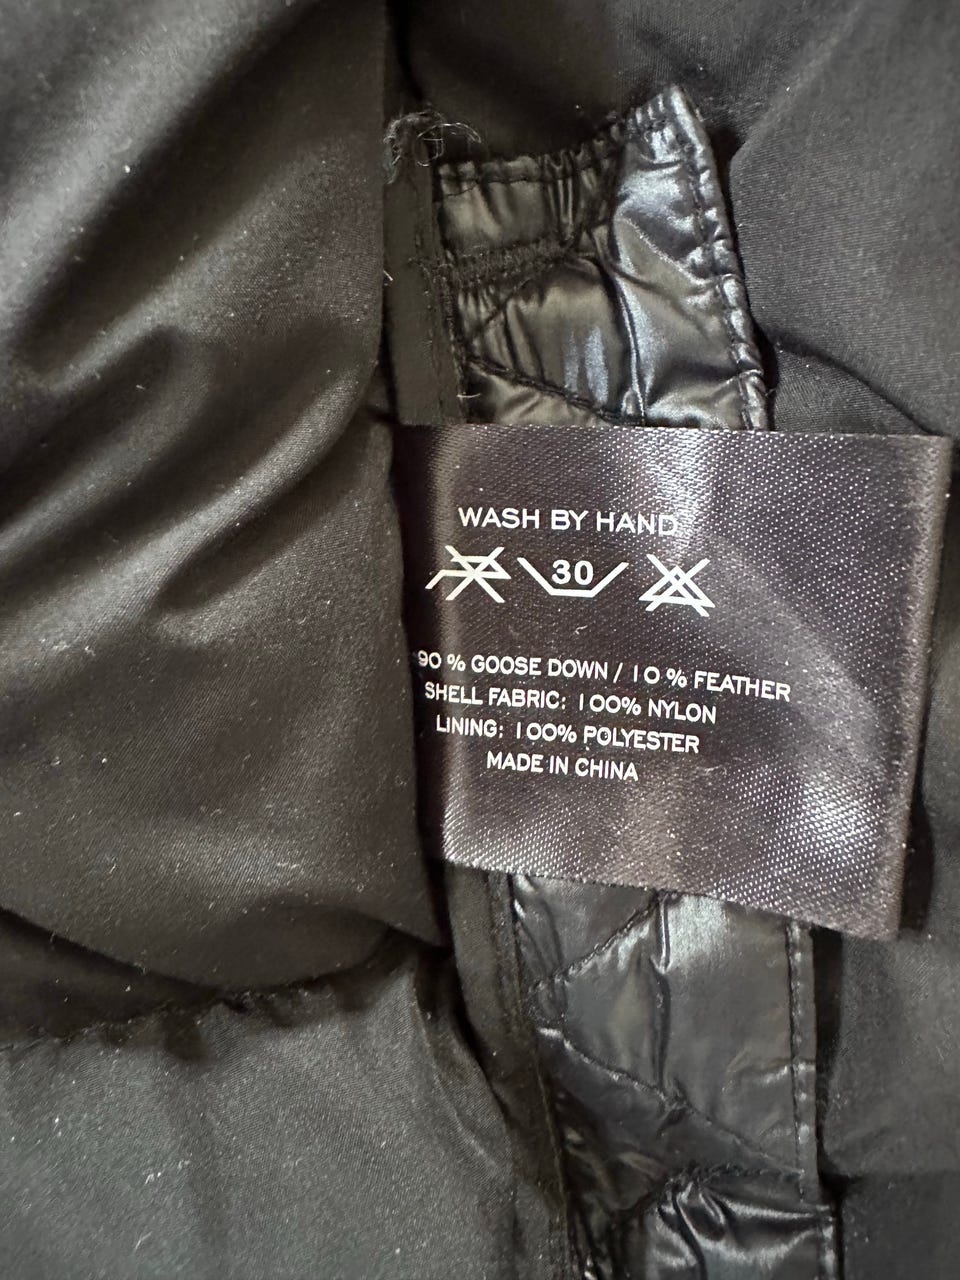 WASH BY HAND
30
90 % GOOSE DOWN / 10 % FEATHER
SHELL FABRIC: 100% NYLON
LINING: 100% POLYESTER
MADE IN CHINA